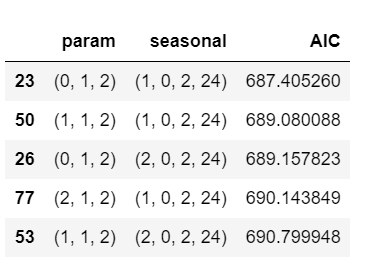 param seasonal AIC
23 (0, 1, 2) (1, 0, 2, 24) 687.405260
50 (1, 1, 2) (1, 0, 2, 24) 689.080088
26 (0, 1, 2) (2, 0, 2, 24) 689.157823
77 (2, 1, 2) (1, 0, 2, 24) 690.143849
53 (1, 1, 2) (2, 0, 2, 24) 690.799948